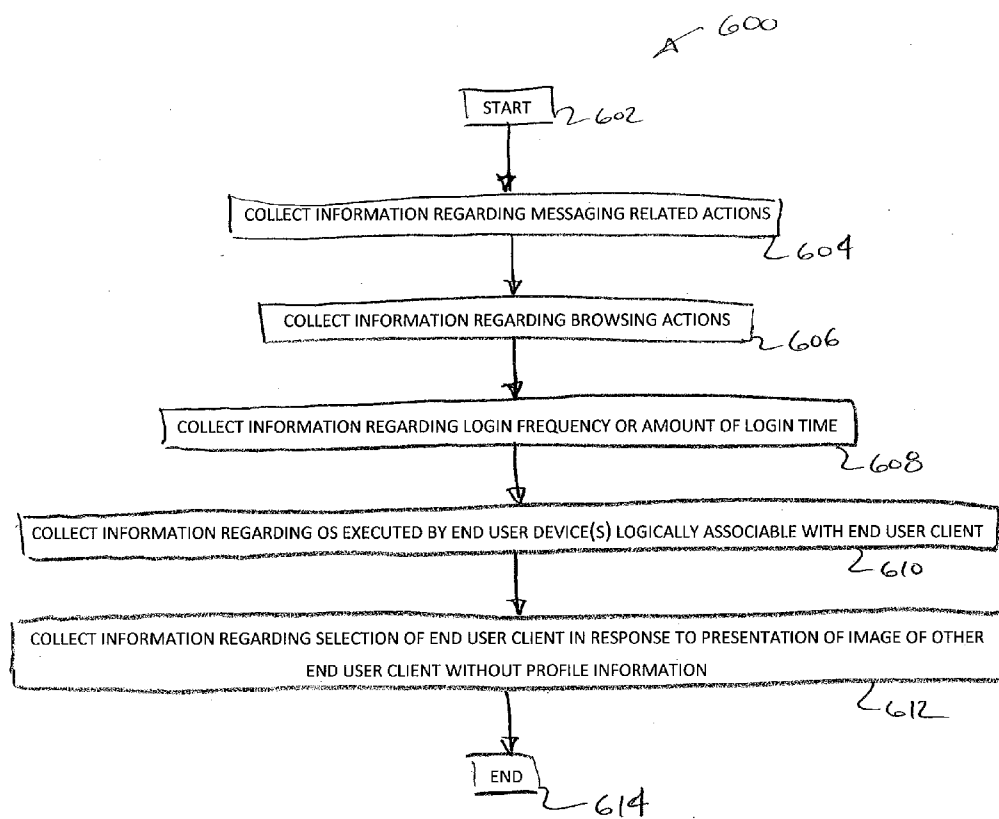 600
START
602
COLLECT INFORMATION REGARDING MESSAGING RELATED ACTIONS
604
COLLECT INFORMATION REGARDING BROWSING ACTIONS
606
COLLECT INFORMATION REGARDING LOGIN FREQUENCY OR AMOUNT OF LOGIN TIME
608
COLLECT INFORMATION REGARDING OS EXECUTED BY END USER DEVICE(S) LOGICALLY ASSOCIABLE WITH END USER CLIENT
610
COLLECT INFORMATION REGARDING SELECTION OF END USER CLIENT IN RESPONSE TO PRESENTATION OF IMAGE OF OTHER
END USER CLIENT WITHOUT PROFILE INFORMATION
612
END
614